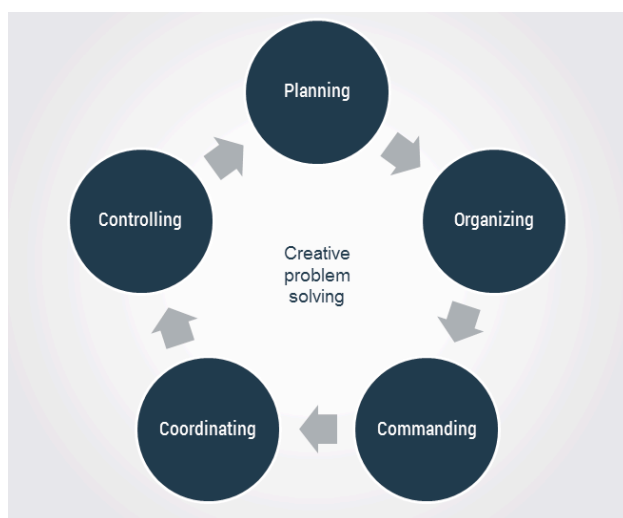 Planning
Controlling
Organizing
Creative
problem
solving
Coordinating
Commanding